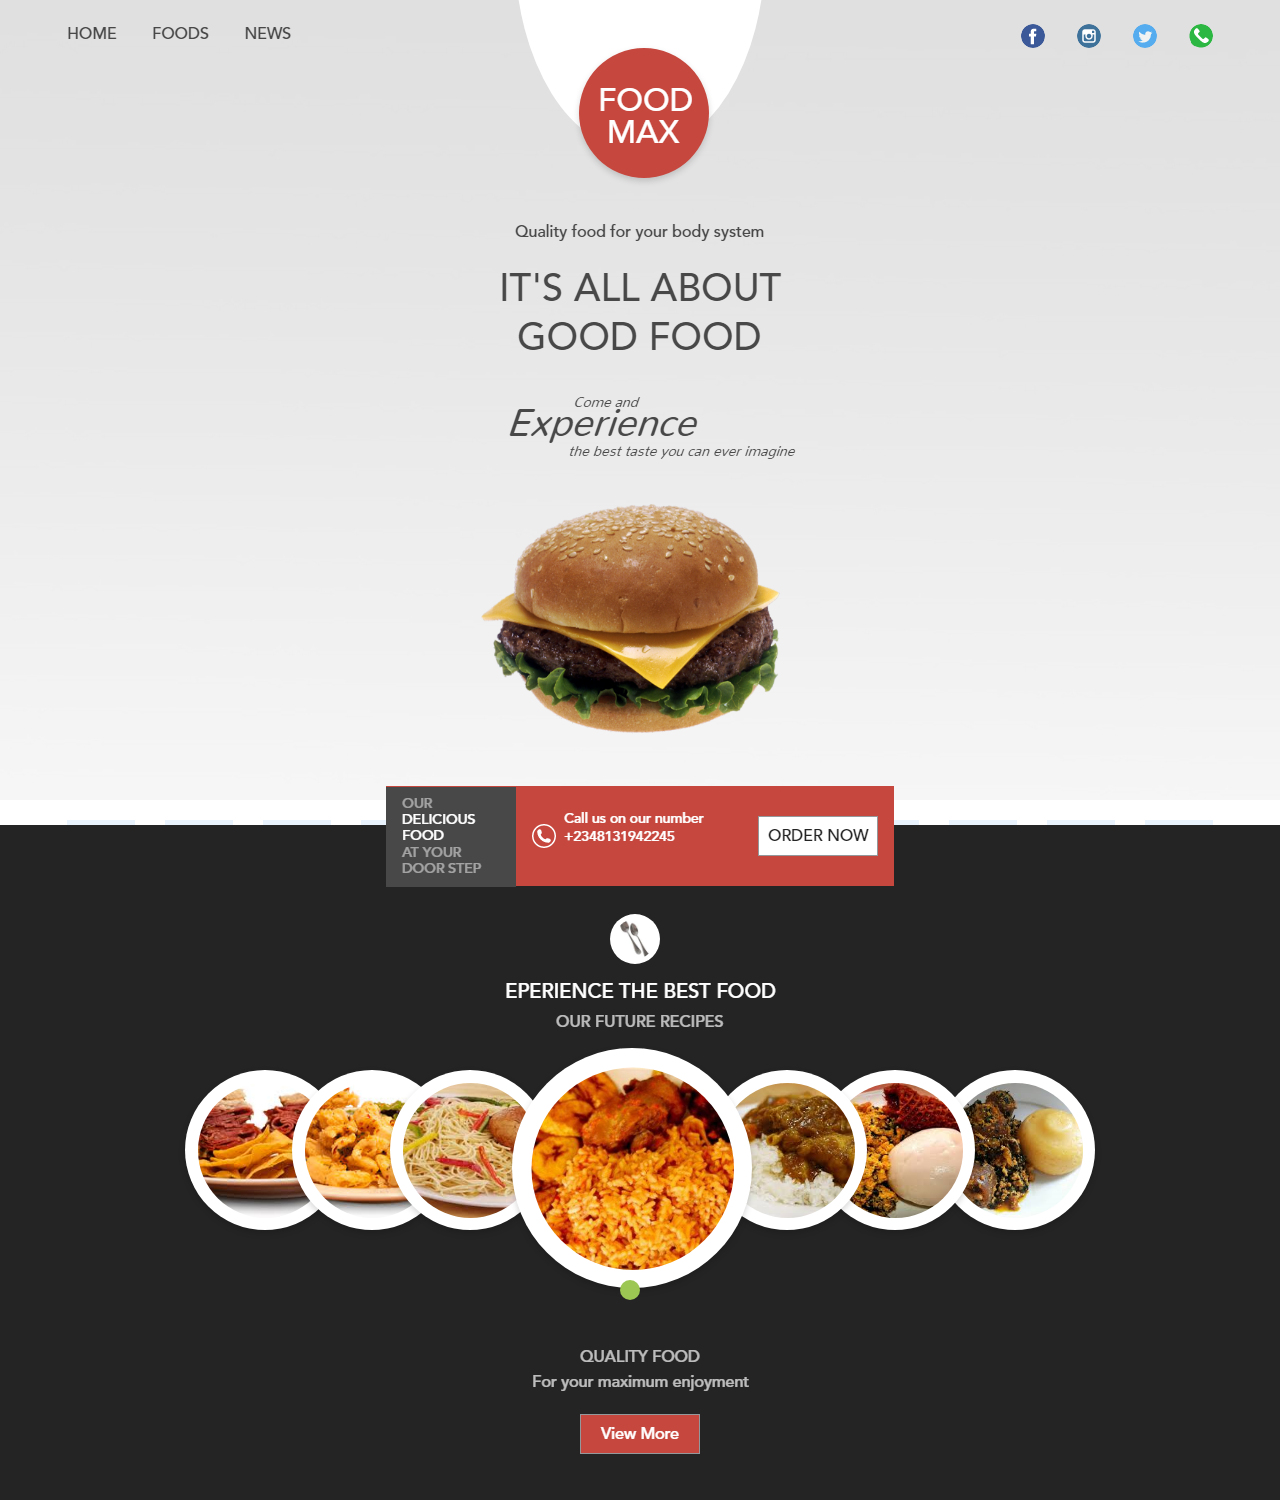 HOME FOODS NEWS
FOOD
MAX
Quality food for your body system
IT'S ALL ABOUT
GOOD FOOD
Come and
Experience
the best taste you can ever imagine
OUR
DELICIOUS
FOOD
AT YOUR
DOOR STEP
Call us on our number
+2348131942245
ORDER NOW
EPERIENCE THE BEST FOOD
OUR FUTURE RECIPES
QUALITY FOOD
For your maximum enjoyment
View More